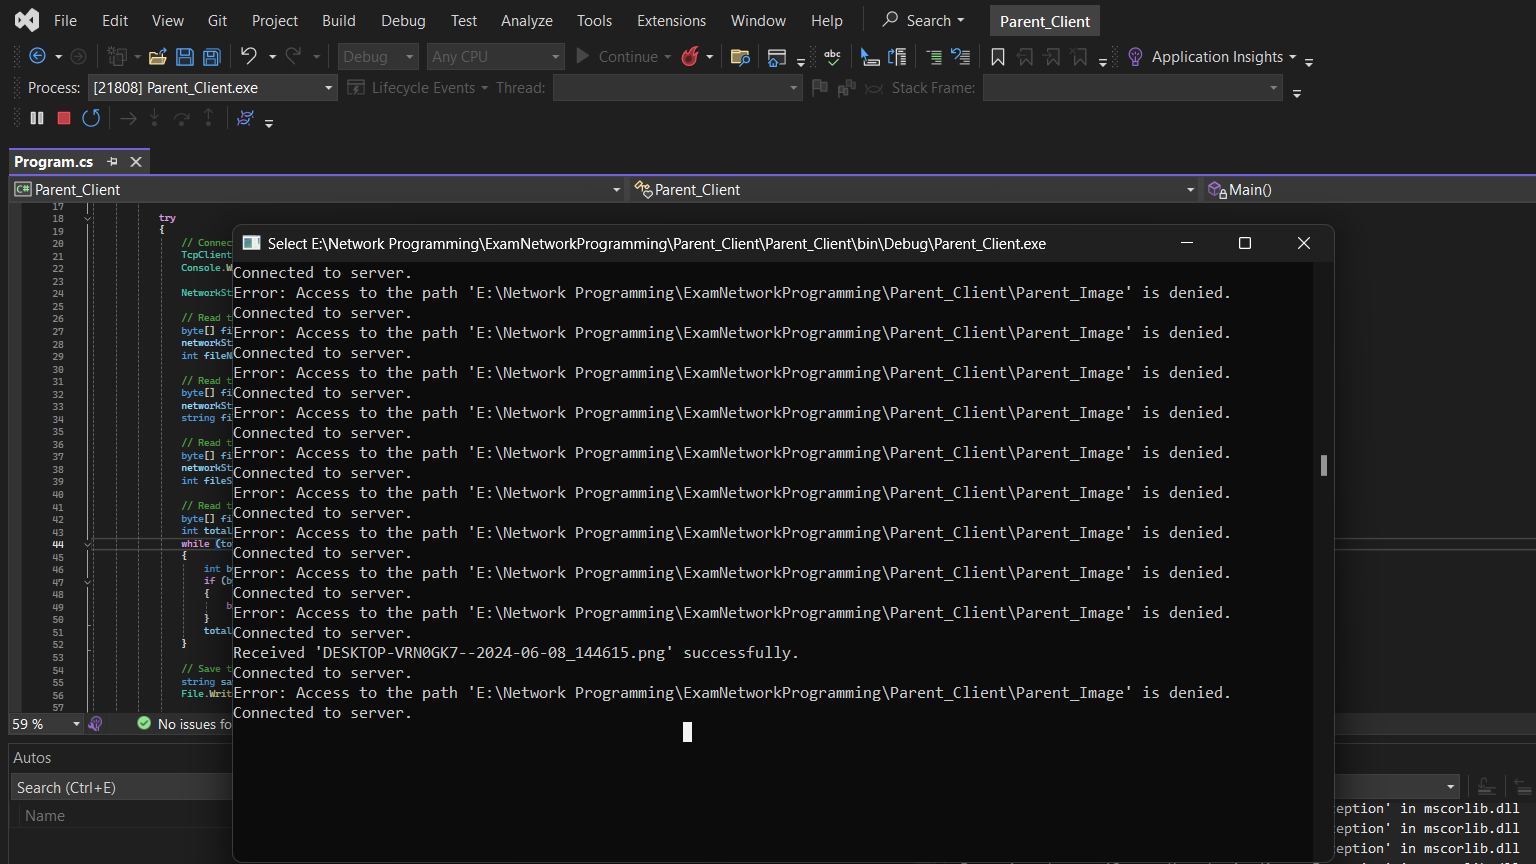 File Edit View Git Project Build Debug Test Analyze Tools Extensions Window Help Search Parent_Client
Debug Any CPU Continue abc Application Insights
Process: [21808] Parent_Client.exe Lifecycle Events Thread: Stack Frame:
Program.cs
C# Parent_Client Parent_Client Main()
17
18 try
19 {
20 // Connec
21 TcpClient
22 Console.W
23
24 NetworkSt
25
26 // Read t
27 byte[] fi
28 networkSt
29 int fileN
30
31 // Read t
32 byte[] fi
33 networkSt
34 string fi
35
36 // Read t
37 byte[] fi
38 networkSt
39 int fileS
40
41 // Read t
42 byte[] fi
43 int total
44 while (to
45 {
46 int b
47 if (b
48 {
49 b
50 }
51 total
52 }
53
54 // Save t
55 string sa
56 File.Writ
57
59 % No issues fo
Autos
Search (Ctrl+E)
Name
Select E:\Network Programming\ExamNetworkProgramming\Parent_Client\Parent_Client\bin\Debug\Parent_Client.exe
Connected to server.
Error: Access to the path 'E:\Network Programming\ExamNetworkProgramming\Parent_Client\Parent_Image' is denied.
Connected to server.
Error: Access to the path 'E:\Network Programming\ExamNetworkProgramming\Parent_Client\Parent_Image' is denied.
Connected to server.
Error: Access to the path 'E:\Network Programming\ExamNetworkProgramming\Parent_Client\Parent_Image' is denied.
Connected to server.
Error: Access to the path 'E:\Network Programming\ExamNetworkProgramming\Parent_Client\Parent_Image' is denied.
Connected to server.
Error: Access to the path 'E:\Network Programming\ExamNetworkProgramming\Parent_Client\Parent_Image' is denied.
Connected to server.
Error: Access to the path 'E:\Network Programming\ExamNetworkProgramming\Parent_Client\Parent_Image' is denied.
Connected to server.
Error: Access to the path 'E:\Network Programming\ExamNetworkProgramming\Parent_Client\Parent_Image' is denied.
Connected to server.
Error: Access to the path 'E:\Network Programming\ExamNetworkProgramming\Parent_Client\Parent_Image' is denied.
Connected to server.
Error: Access to the path 'E:\Network Programming\ExamNetworkProgramming\Parent_Client\Parent_Image' is denied.
Connected to server.
Received 'DESKTOP-VRN0GK7--2024-06-08_144615.png' successfully.
Connected to server.
Error: Access to the path 'E:\Network Programming\ExamNetworkProgramming\Parent_Client\Parent_Image' is denied.
Connected to server.
eption' in mscorlib.dll
eption' in mscorlib.dll
eption' in mscorlib.dll